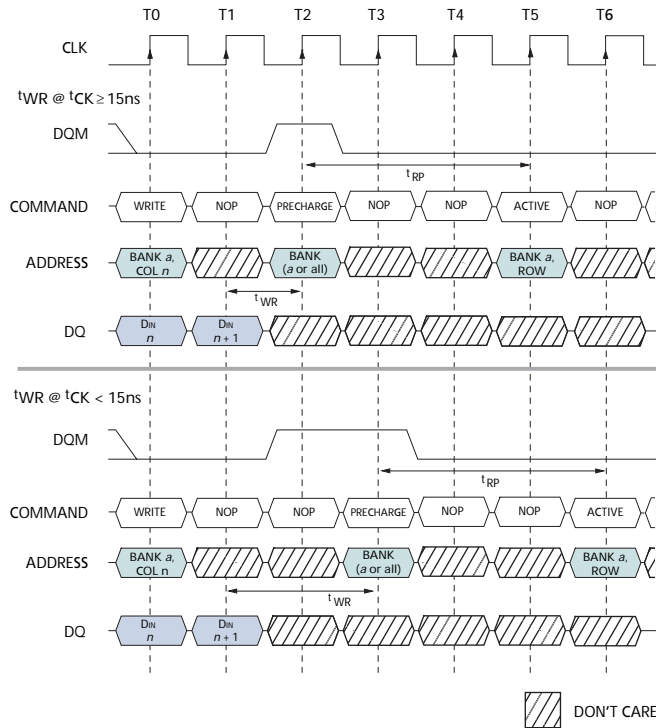 T0 T1 T2 T3 T4 T5 T6
CLK
tWR @ tCK ≥ 15ns
DQM
tRP
COMMAND WRITE NOP PRECHARGE NOP NOP ACTIVE NOP
ADDRESS BANK a, COL n BANK (a or all) BANK a, ROW
tWR
DQ DIN n DIN n + 1
tWR @ tCK < 15ns
DQM
tRP
COMMAND WRITE NOP NOP PRECHARGE NOP NOP ACTIVE
ADDRESS BANK a, COL n BANK (a or all) BANK a, ROW
tWR
DQ DIN n DIN n + 1
DON'T CARE